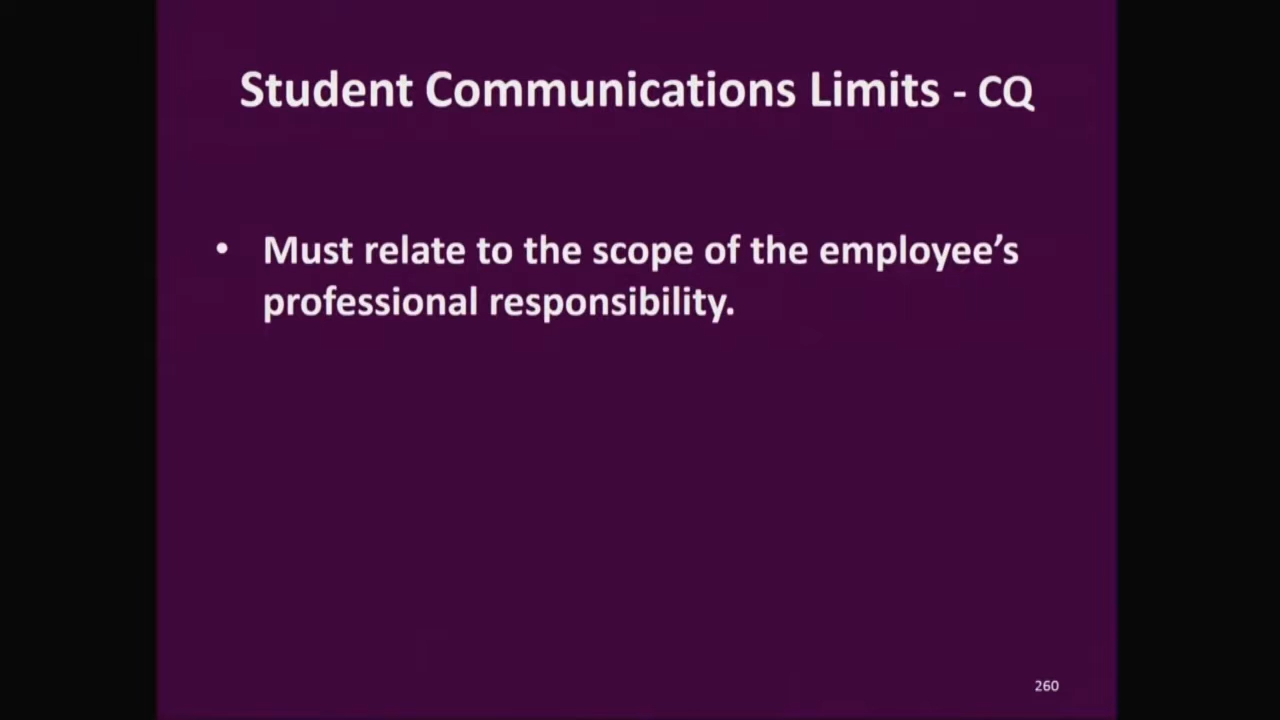 Student Communications Limits - CQ
• Must relate to the scope of the employee’s
professional responsibility.
260